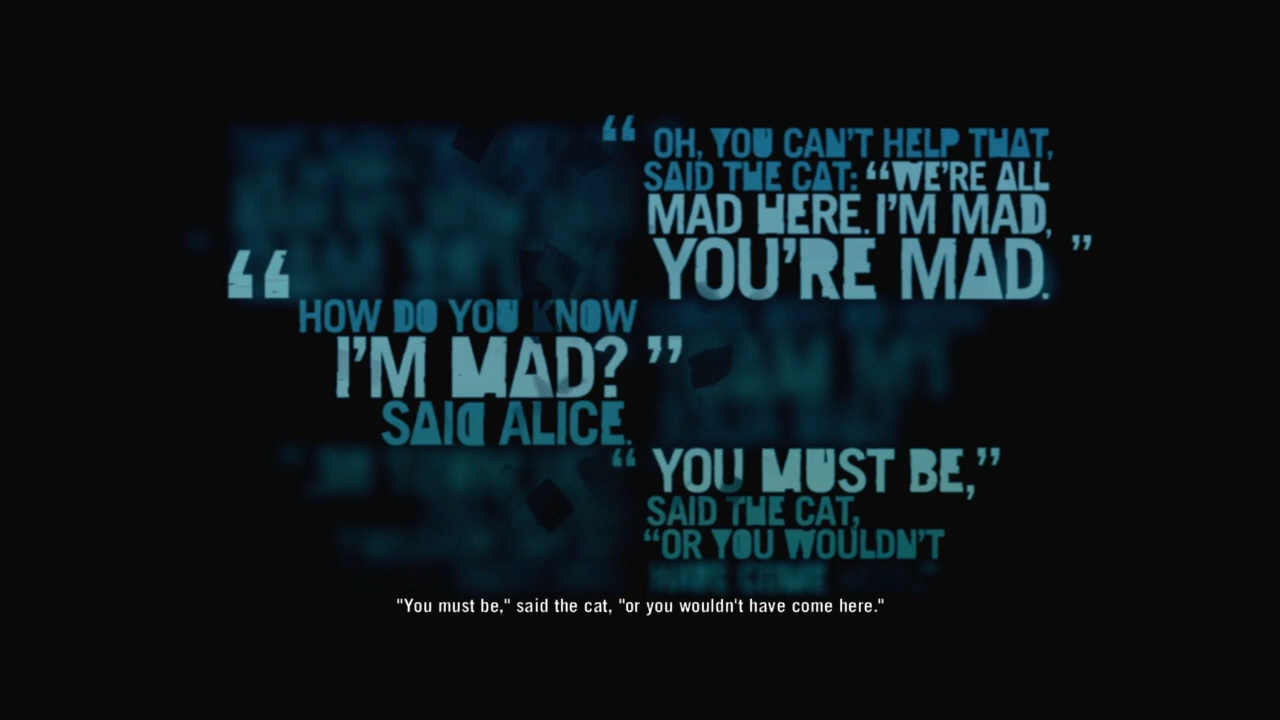 “ OH, YOU CAN’T HELP THAT,
SAID THE CAT: “WE’RE ALL
MAD HERE. I’M MAD,
YOU’RE MAD. ”
“ HOW DO YOU KNOW
I’M MAD? ”
SAID ALICE.
“ YOU MUST BE,”
SAID THE CAT,
“OR YOU WOULDN’T
"You must be," said the cat, "or you wouldn't have come here."